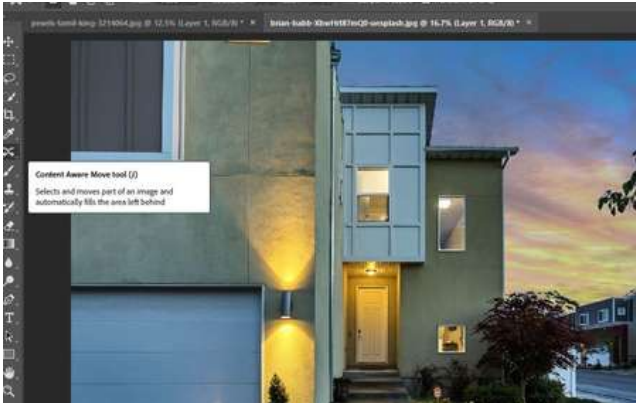 pexels-tomil-king-3214064.jpg @ 12.5% (Layer 1, RGB/8) * ×
brian-babb-XbwHrt87mQ0-unsplash.jpg @ 16.7% (Layer 1, RGB/8) * ×
Content Aware Move tool (J)
Selects and moves part of an image and
automatically fills the area left behind